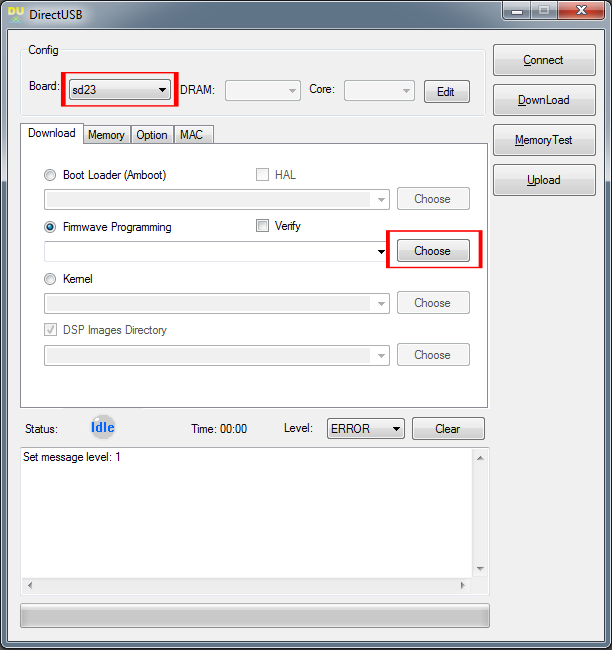 DU DirectUSB
Config
Board: sd23 DRAM: Core: Edit
Connect
DownLoad
MemoryTest
Upload
Download Memory Option MAC
Boot Loader (Amboot) HAL
Choose
Firmwave Programming Verify
Choose
Kernel
Choose
DSP Images Directory
Choose
Status: Idle Time: 00:00 Level: ERROR Clear
Set message level: 1